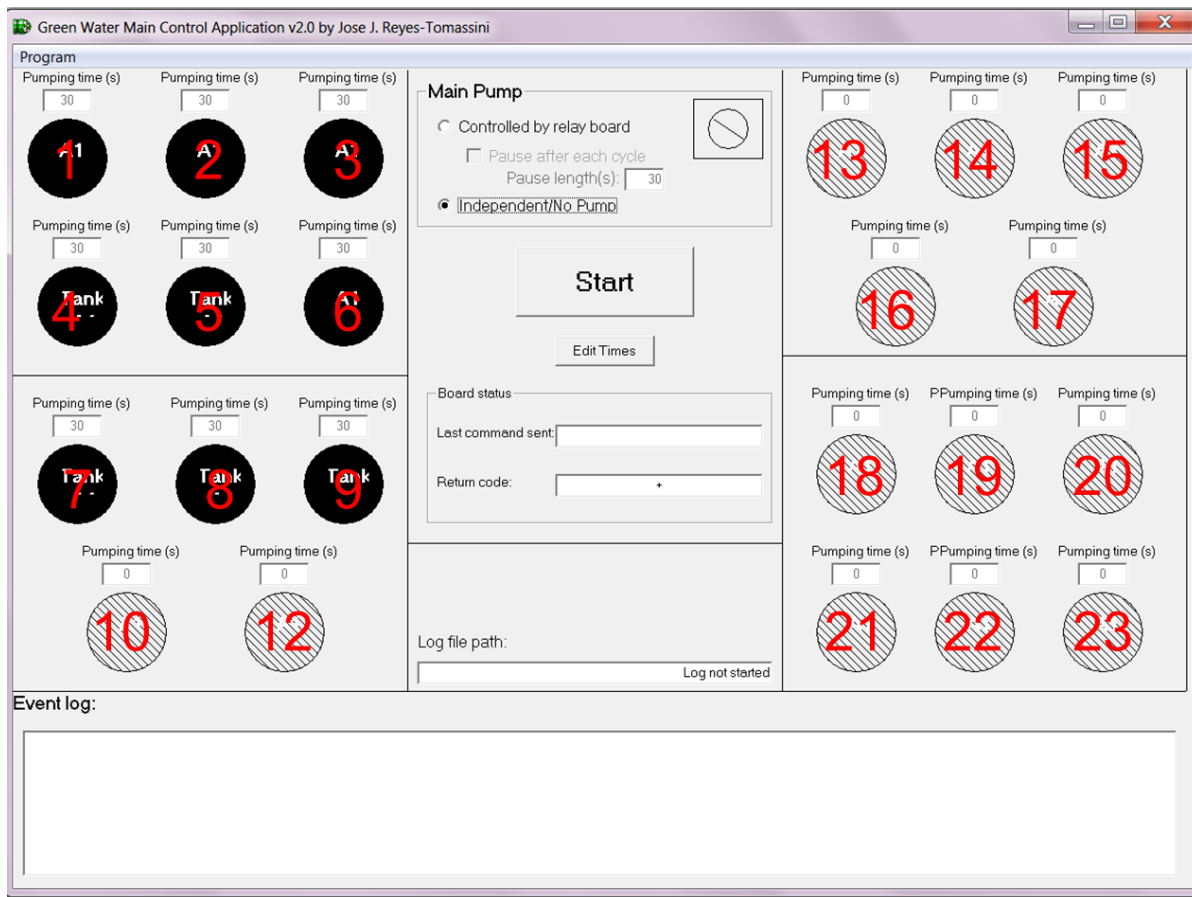 Green Water Main Control Application v2.0 by Jose J. Reyes-Tomassini
Program
Pumping time (s) Pumping time (s) Pumping time (s)
30 30 30
A1
1 2 3
Pumping time (s) Pumping time (s) Pumping time (s)
30 30 30
Tank Tank A1
4 5 6
Pumping time (s) Pumping time (s) Pumping time (s)
30 30 30
Tank Tank Tank
7 8 9
Pumping time (s) Pumping time (s)
0 0
10 12
Main Pump
Controlled by relay board
Pause after each cycle
Pause length(s): 30
Independent/No Pump
Start
Edit Times
Board status
Last command sent:
Return code: +
Log file path:
Log not started
Pumping time (s) Pumping time (s) Pumping time (s)
0 0 0
13 14 15
Pumping time (s) Pumping time (s)
0 0
16 17
Pumping time (s) PPumping time (s) Pumping time (s)
0 0 0
18 19 20
Pumping time (s) PPumping time (s) Pumping time (s)
0 0 0
21 22 23
Event log: